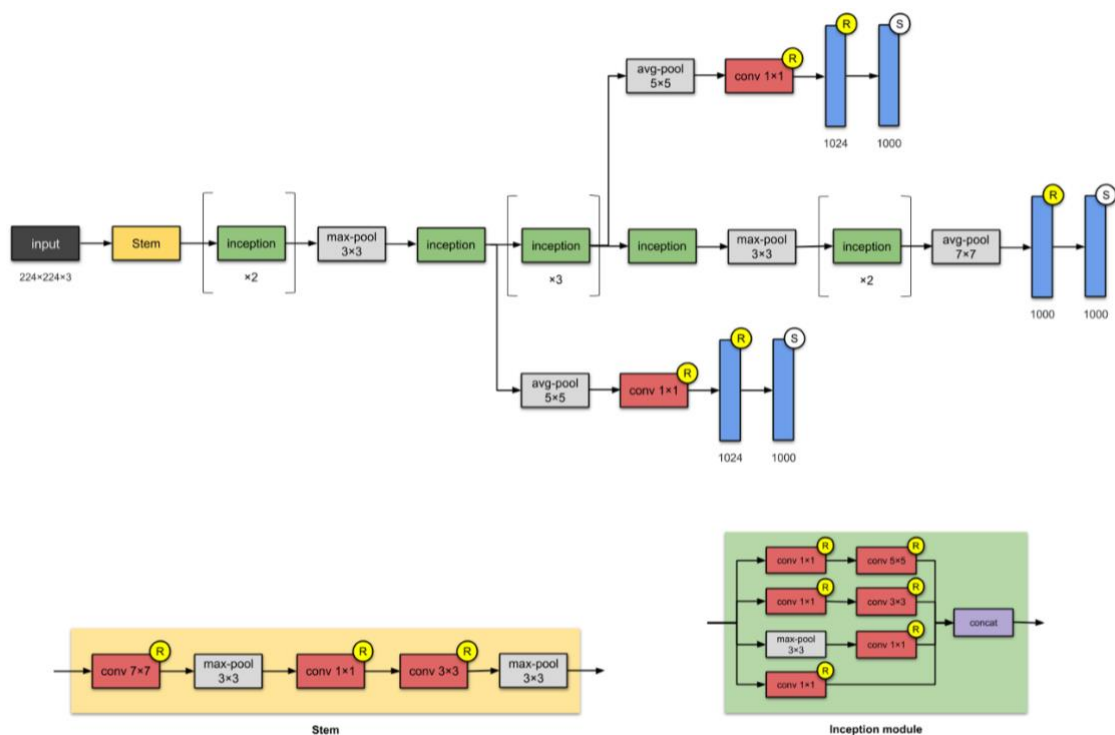 R
S
avg-pool
5×5
R
conv 1×1
1024
1000
R
S
input
Stem
inception
max-pool
3×3
inception
inception
inception
max-pool
3×3
inception
avg-pool
7×7
224×224×3
×2
×3
×2
1000
1000
R
S
avg-pool
5×5
R
conv 1×1
1024
1000
R
conv 7×7
max-pool
3×3
R
conv 1×1
R
conv 3×3
max-pool
3×3
Stem
R
conv 1×1
R
conv 5×5
R
conv 1×1
R
conv 3×3
max-pool
3×3
R
conv 1×1
concat
R
conv 1×1
Inception module